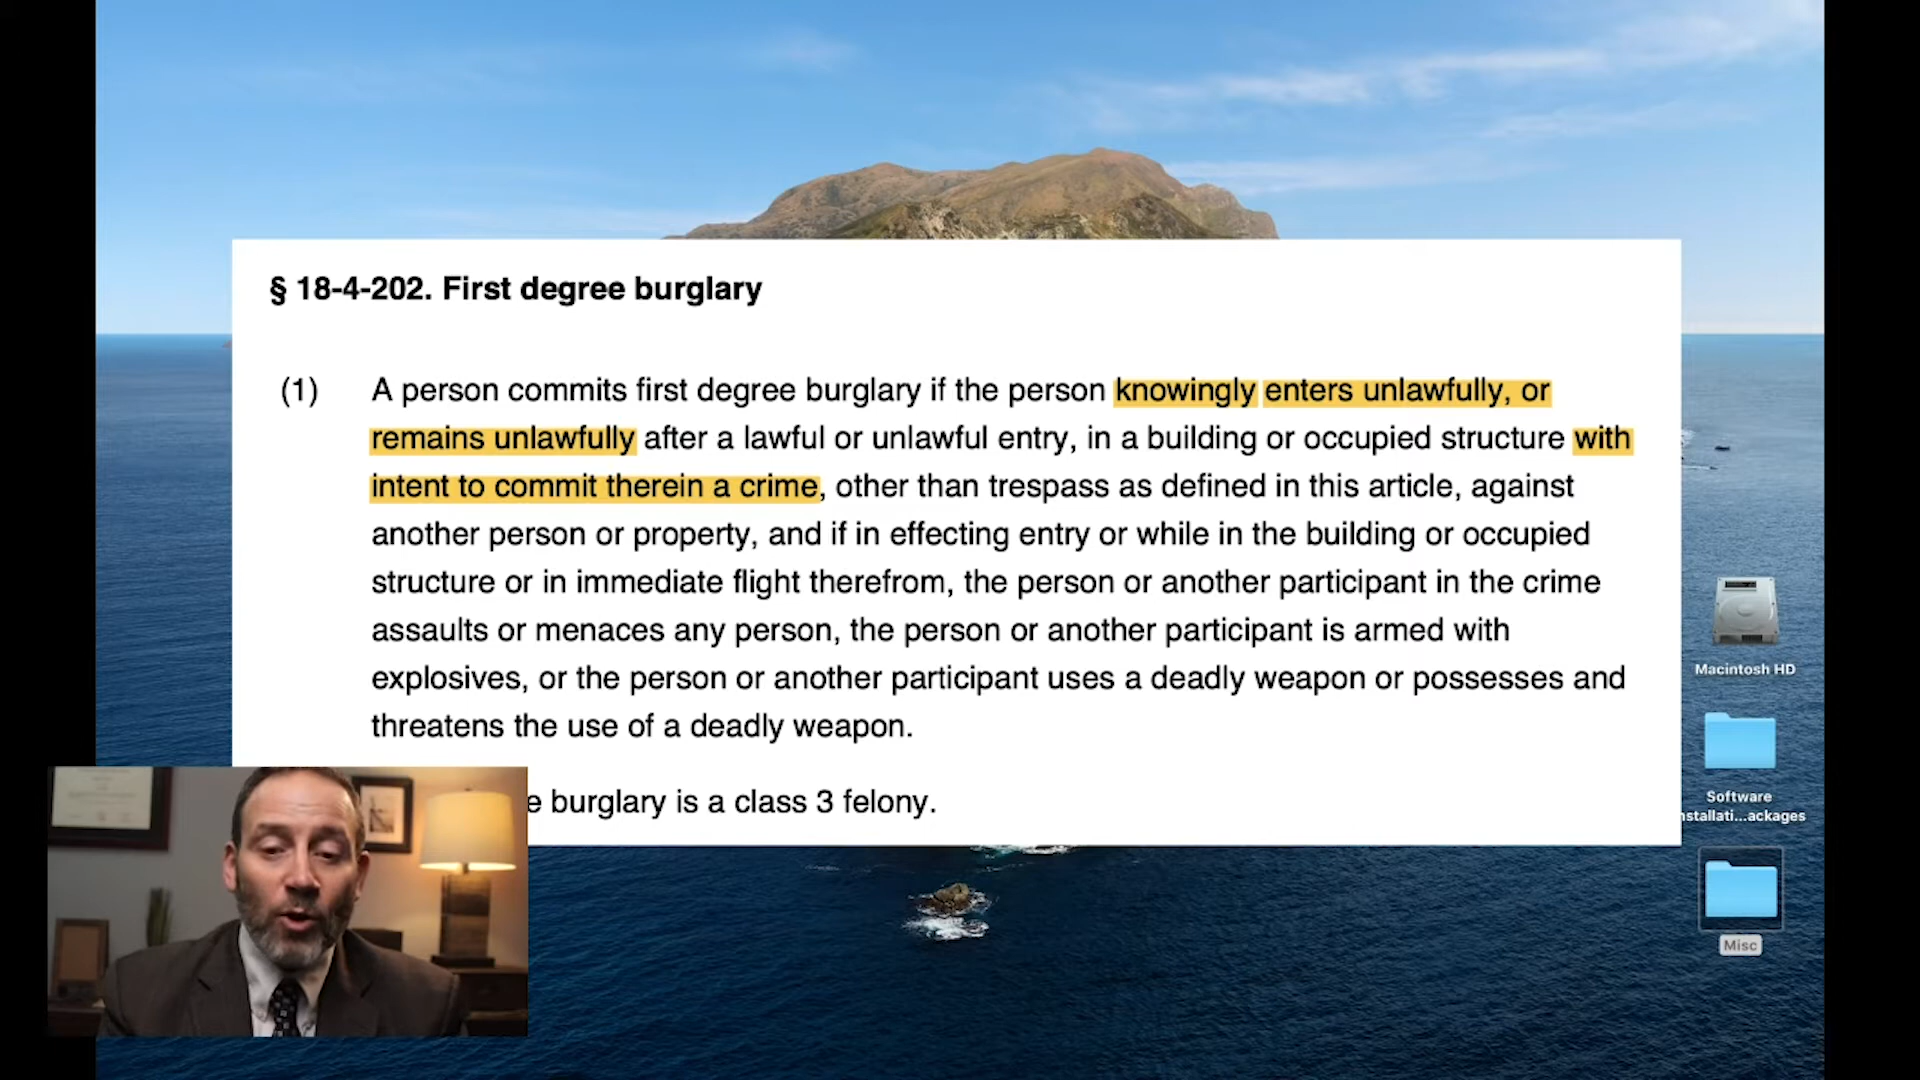 § 18-4-202. First degree burglary
(1) A person commits first degree burglary if the person knowingly enters unlawfully, or
remains unlawfully after a lawful or unlawful entry, in a building or occupied structure with
intent to commit therein a crime, other than trespass as defined in this article, against
another person or property, and if in effecting entry or while in the building or occupied
structure or in immediate flight therefrom, the person or another participant in the crime
assaults or menaces any person, the person or another participant is armed with
explosives, or the person or another participant uses a deadly weapon or possesses and
threatens the use of a deadly weapon.
e burglary is a class 3 felony.
Macintosh HD
Software
nstallati...ackages
Misc